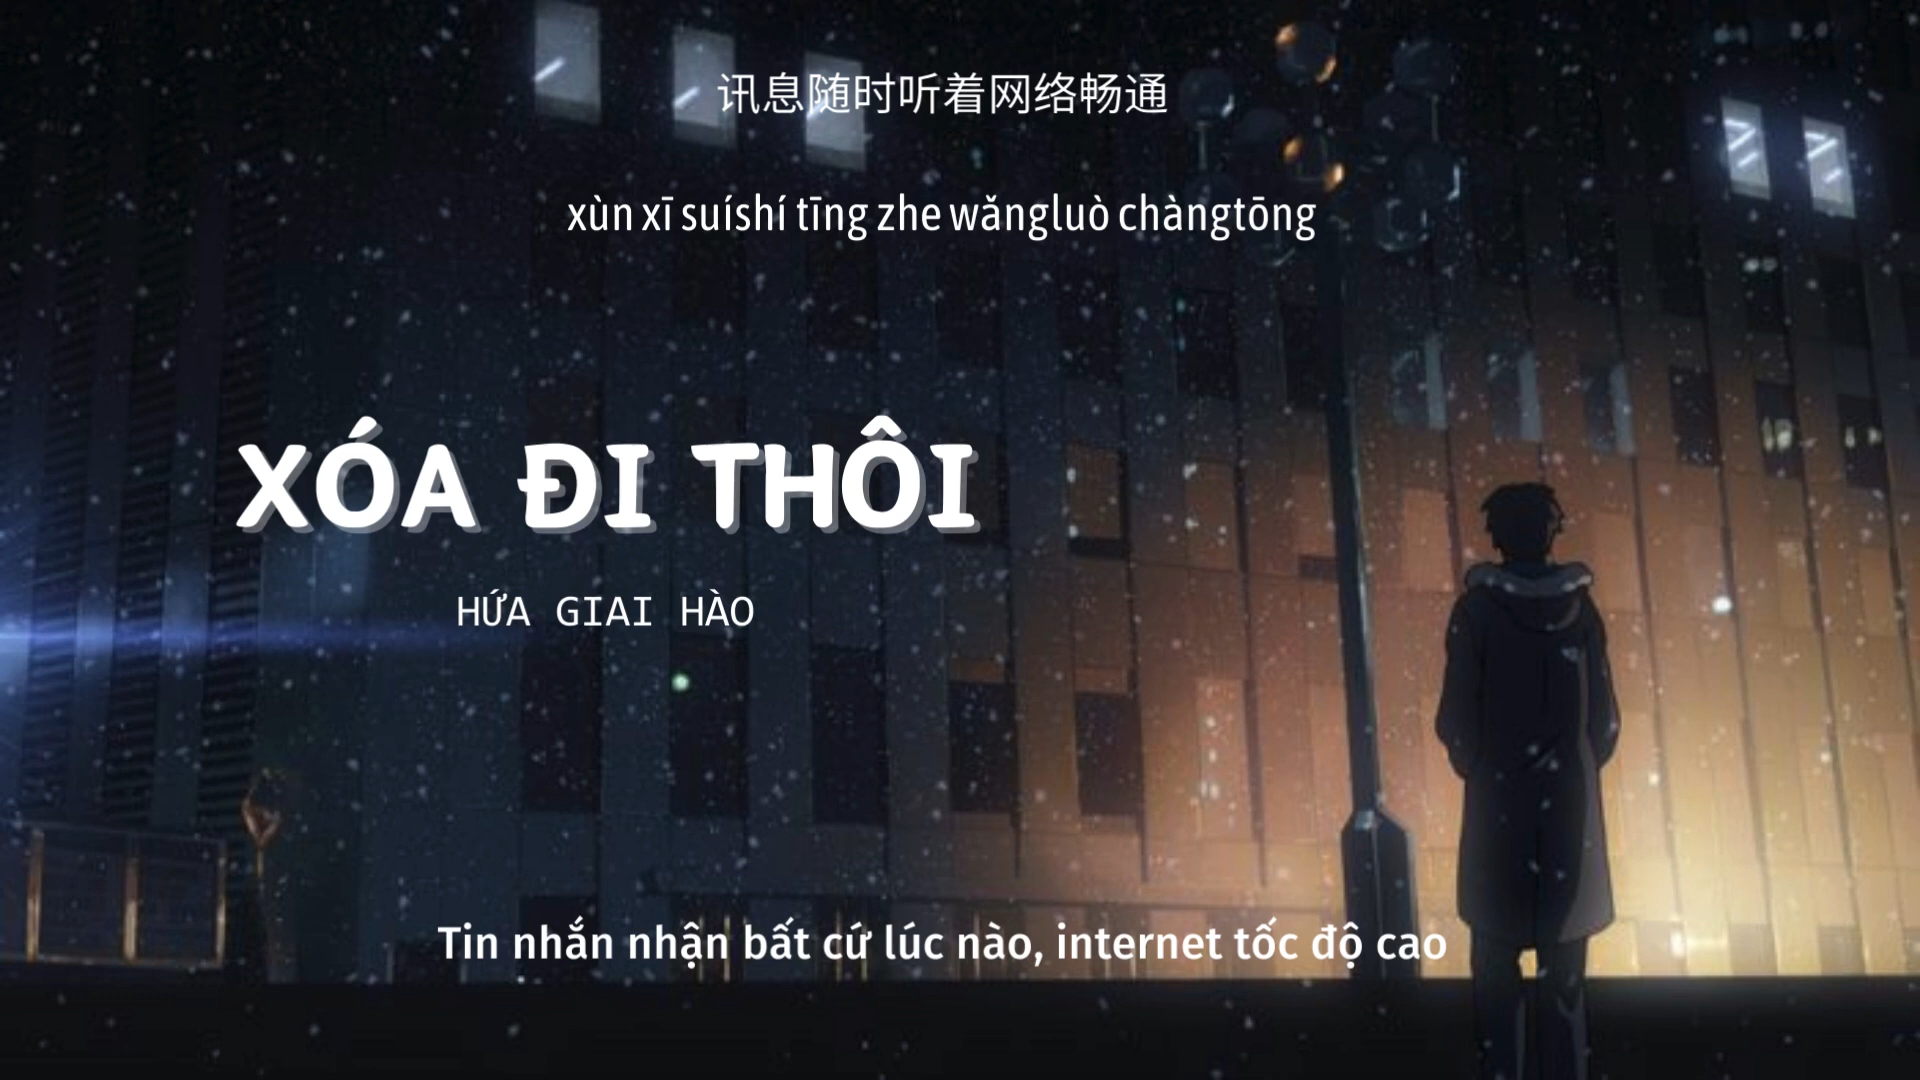 讯息随时听着网络畅通
xùn xī suíshí tīng zhe wǎngluò chàngtōng
XÓA ĐI THÔI
HỨA GIAI HÀO
Tin nhắn nhận bất cứ lúc nào, internet tốc độ cao